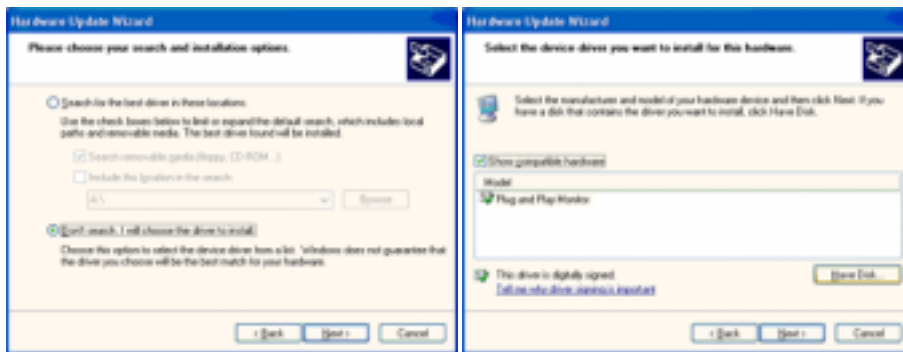 Hardware Update Wizard
Please choose your search and installation options.
Search for the best driver in these locations.
Use the check boxes below to limit or expand the default search, which includes local
paths and removable media. The best driver found will be installed.
Search removable media (floppy, CD-ROM...)
Include this location in the search:
A:\
Browse
Don't search. I will choose the driver to install.
Choose this option to select the device driver from a list. Windows does not guarantee that
the driver you choose will be the best match for your hardware.
< Back
Next >
Cancel
Hardware Update Wizard
Select the device driver you want to install for this hardware.
Select the manufacturer and model of your hardware device and then click Next. If you
have a disk that contains the driver you want to install, click Have Disk.
Show compatible hardware
Model
Plug and Play Monitor
This driver is digitally signed.
Tell me why driver signing is important
Have Disk...
< Back
Next >
Cancel